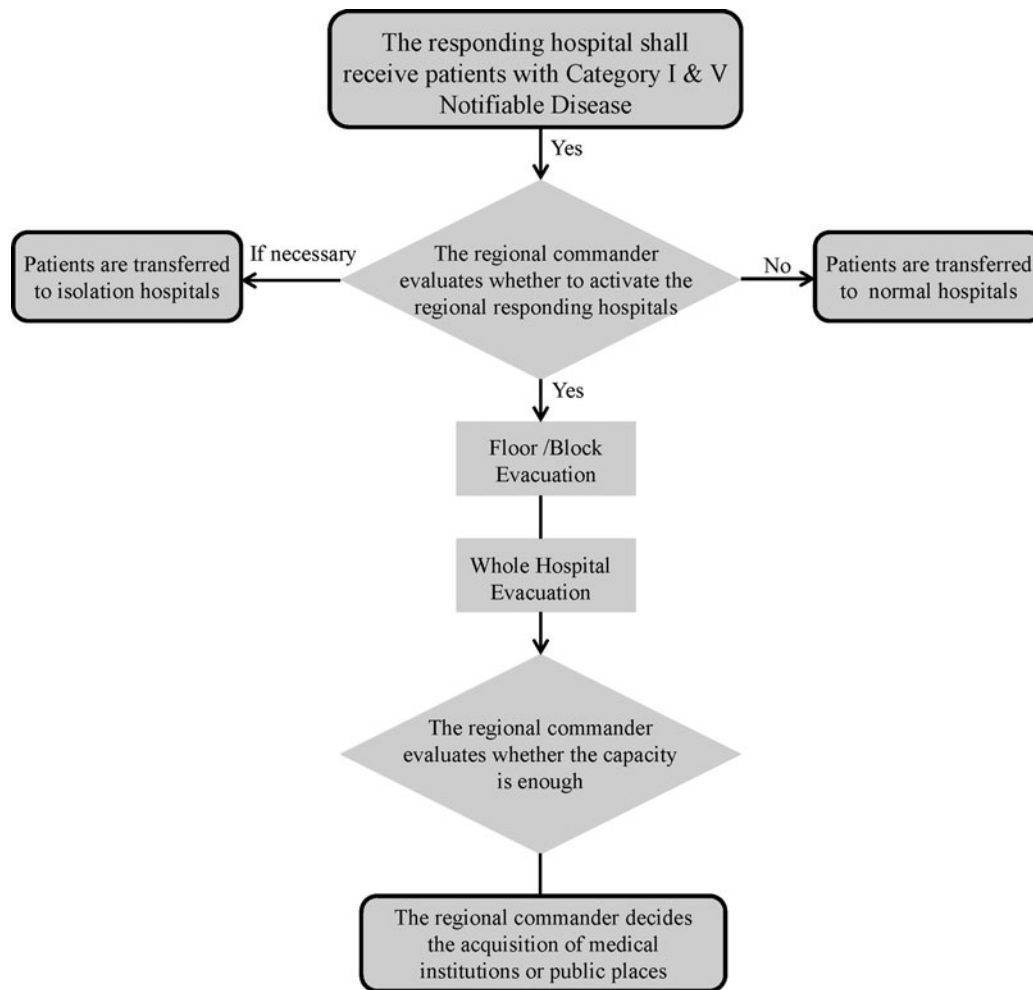 The responding hospital shall
receive patients with Category I & V
Notifiable Disease
Yes
If necessary
Patients are transferred
to isolation hospitals
The regional commander
evaluates whether to activate the
regional responding hospitals
No
Patients are transferred
to normal hospitals
Yes
Floor /Block
Evacuation
Whole Hospital
Evacuation
The regional commander
evaluates whether the capacity
is enough
The regional commander decides
the acquisition of medical
institutions or public places